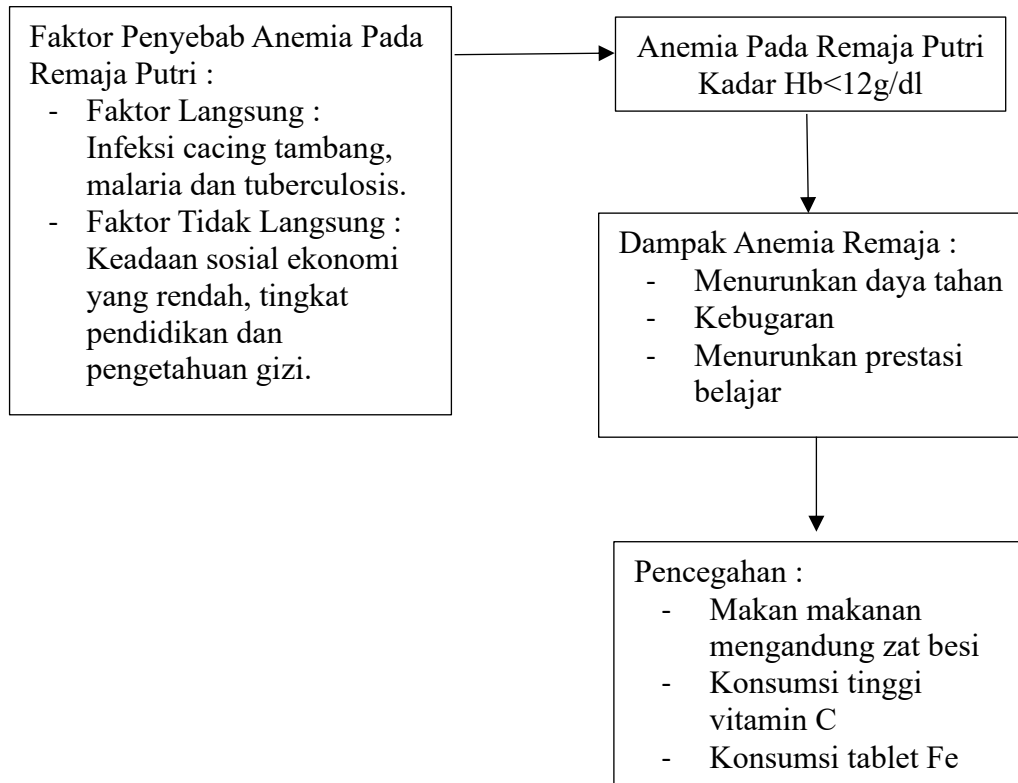 Faktor Penyebab Anemia Pada
Remaja Putri :
- Faktor Langsung :
Infeksi cacing tambang,
malaria dan tuberculosis.
- Faktor Tidak Langsung :
Keadaan sosial ekonomi
yang rendah, tingkat
pendidikan dan
pengetahuan gizi.
Anemia Pada Remaja Putri
Kadar Hb<12g/dl
Dampak Anemia Remaja :
- Menurunkan daya tahan
- Kebugaran
- Menurunkan prestasi
belajar
Pencegahan :
- Makan makanan
mengandung zat besi
- Konsumsi tinggi
vitamin C
- Konsumsi tablet Fe